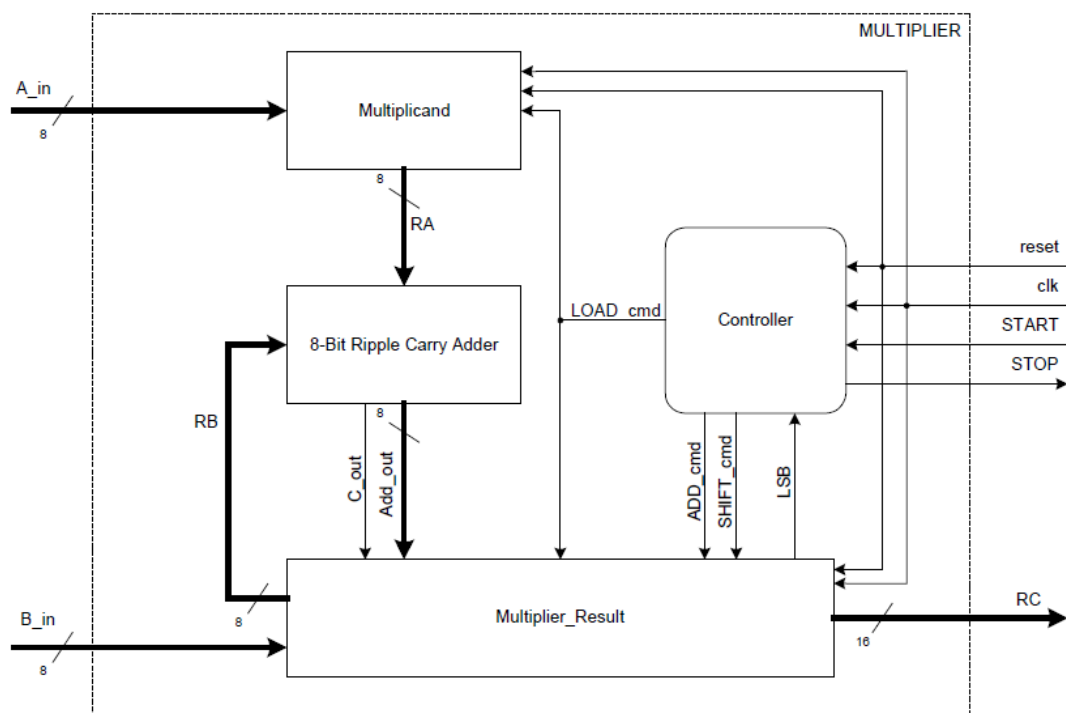 MULTIPLIER
A_in
8
Multiplicand
8
RA
reset
clk
LOAD_cmd
Controller
START
8-Bit Ripple Carry Adder
STOP
8
RB
C_out
Add_out
ADD_cmd
SHIFT_cmd
LSB
8
B_in
8
Multiplier_Result
RC
16